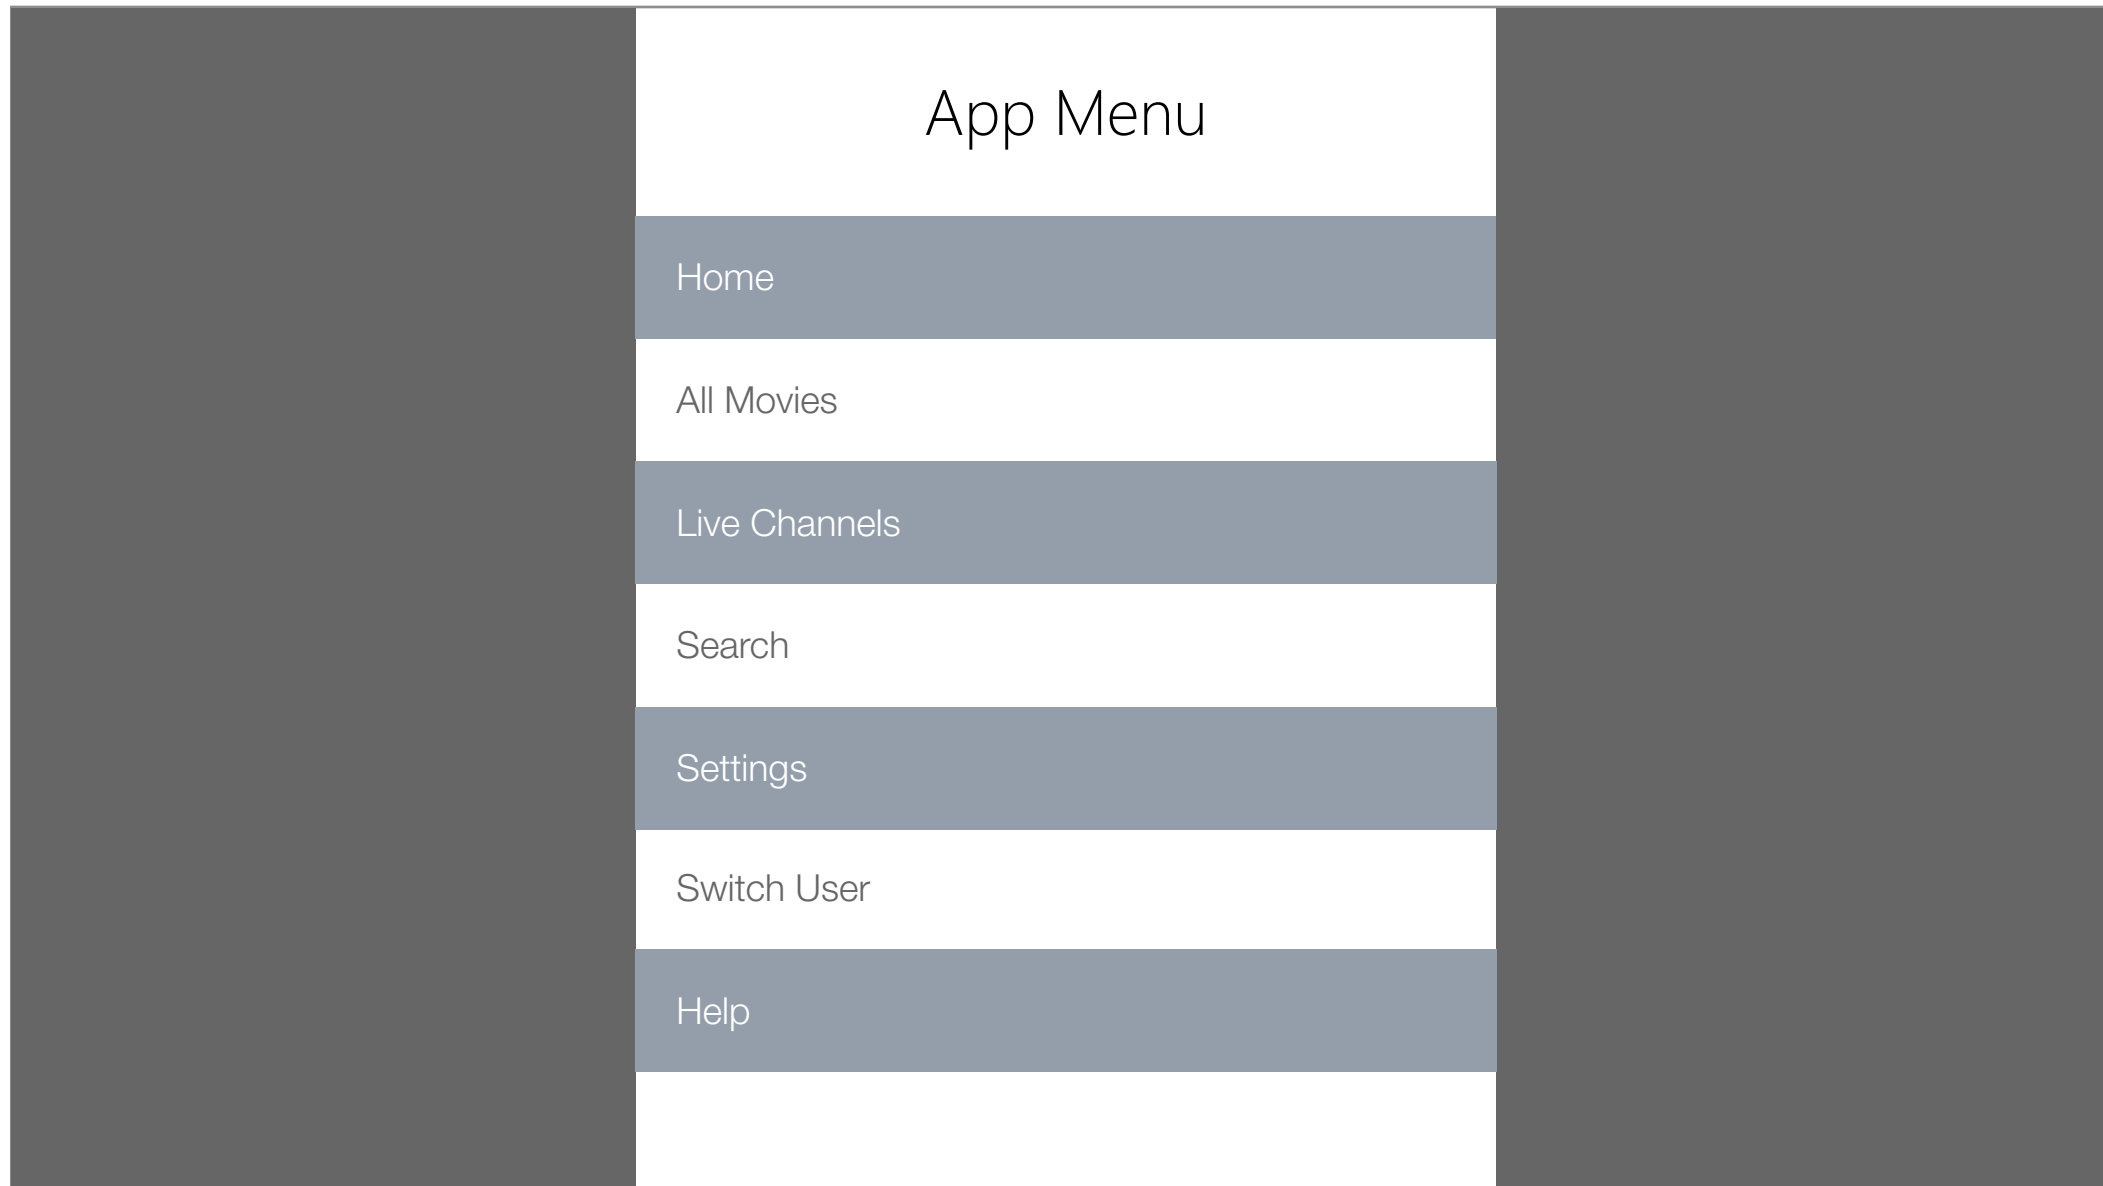 App Menu
Home
All Movies
Live Channels
Search
Settings
Switch User
Help